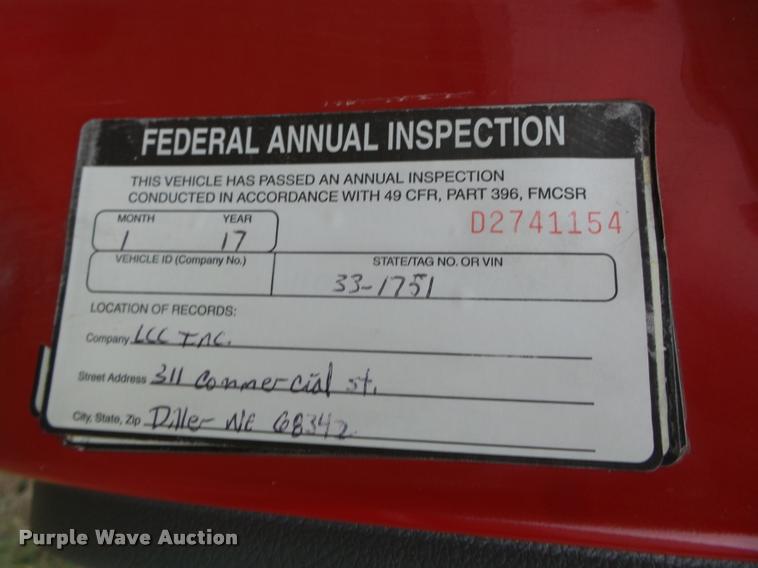 FEDERAL ANNUAL INSPECTION
THIS VEHICLE HAS PASSED AN ANNUAL INSPECTION
CONDUCTED IN ACCORDANCE WITH 49 CFR, PART 396, FMCSR
MONTH YEAR D2741154
1 17
VEHICLE ID (Company No.) STATE/TAG NO. OR VIN
33-1751
LOCATION OF RECORDS:
Company LCC Inc.
Street Address 311 Commercial st.
City, State, Zip Diller NE 68342
Purple Wave Auction